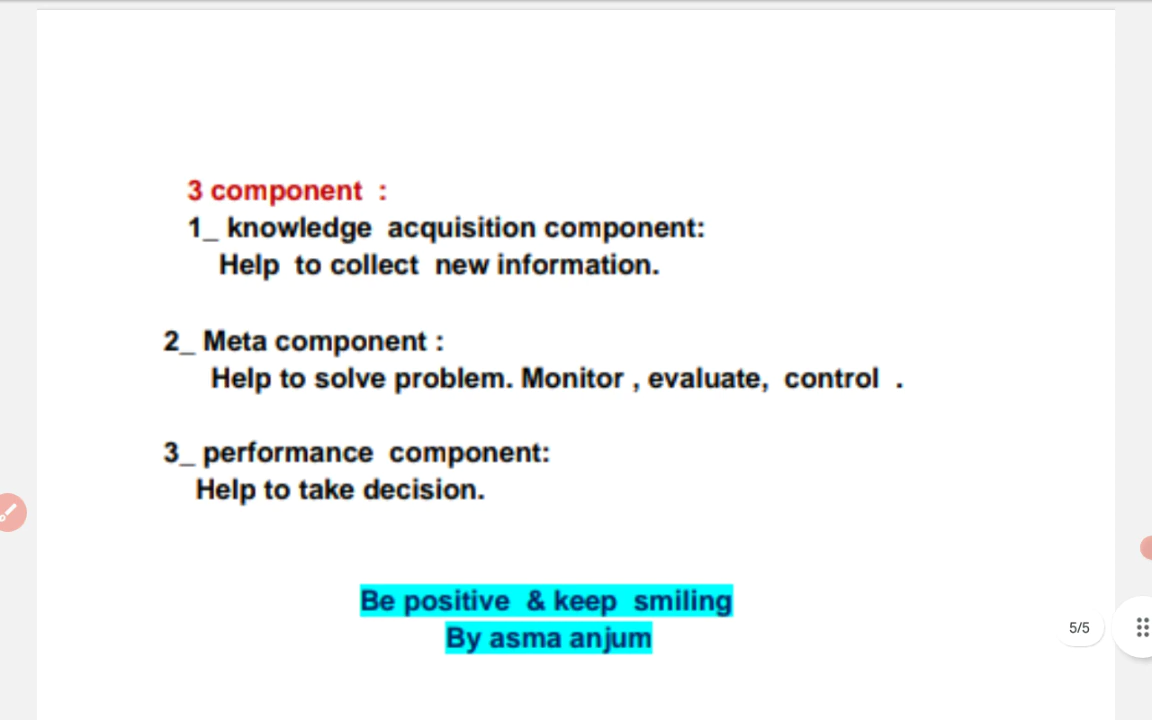 3 component :
1_ knowledge acquisition component:
Help to collect new information.
2_ Meta component :
Help to solve problem. Monitor , evaluate, control .
3_ performance component:
Help to take decision.
Be positive & keep smiling
By asma anjum
5/5